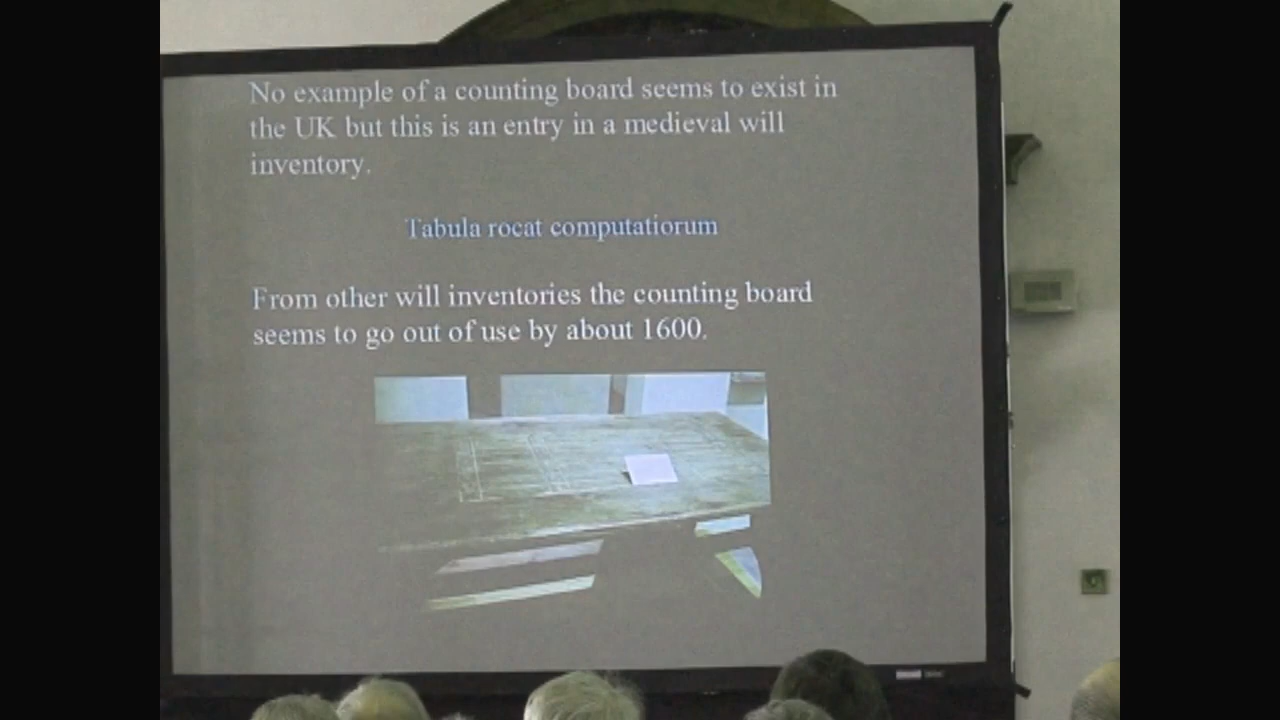 No example of a counting board seems to exist in
the UK but this is an entry in a medieval will
inventory.
Tabula rocat computatiorum
From other will inventories the counting board
seems to go out of use by about 1600.